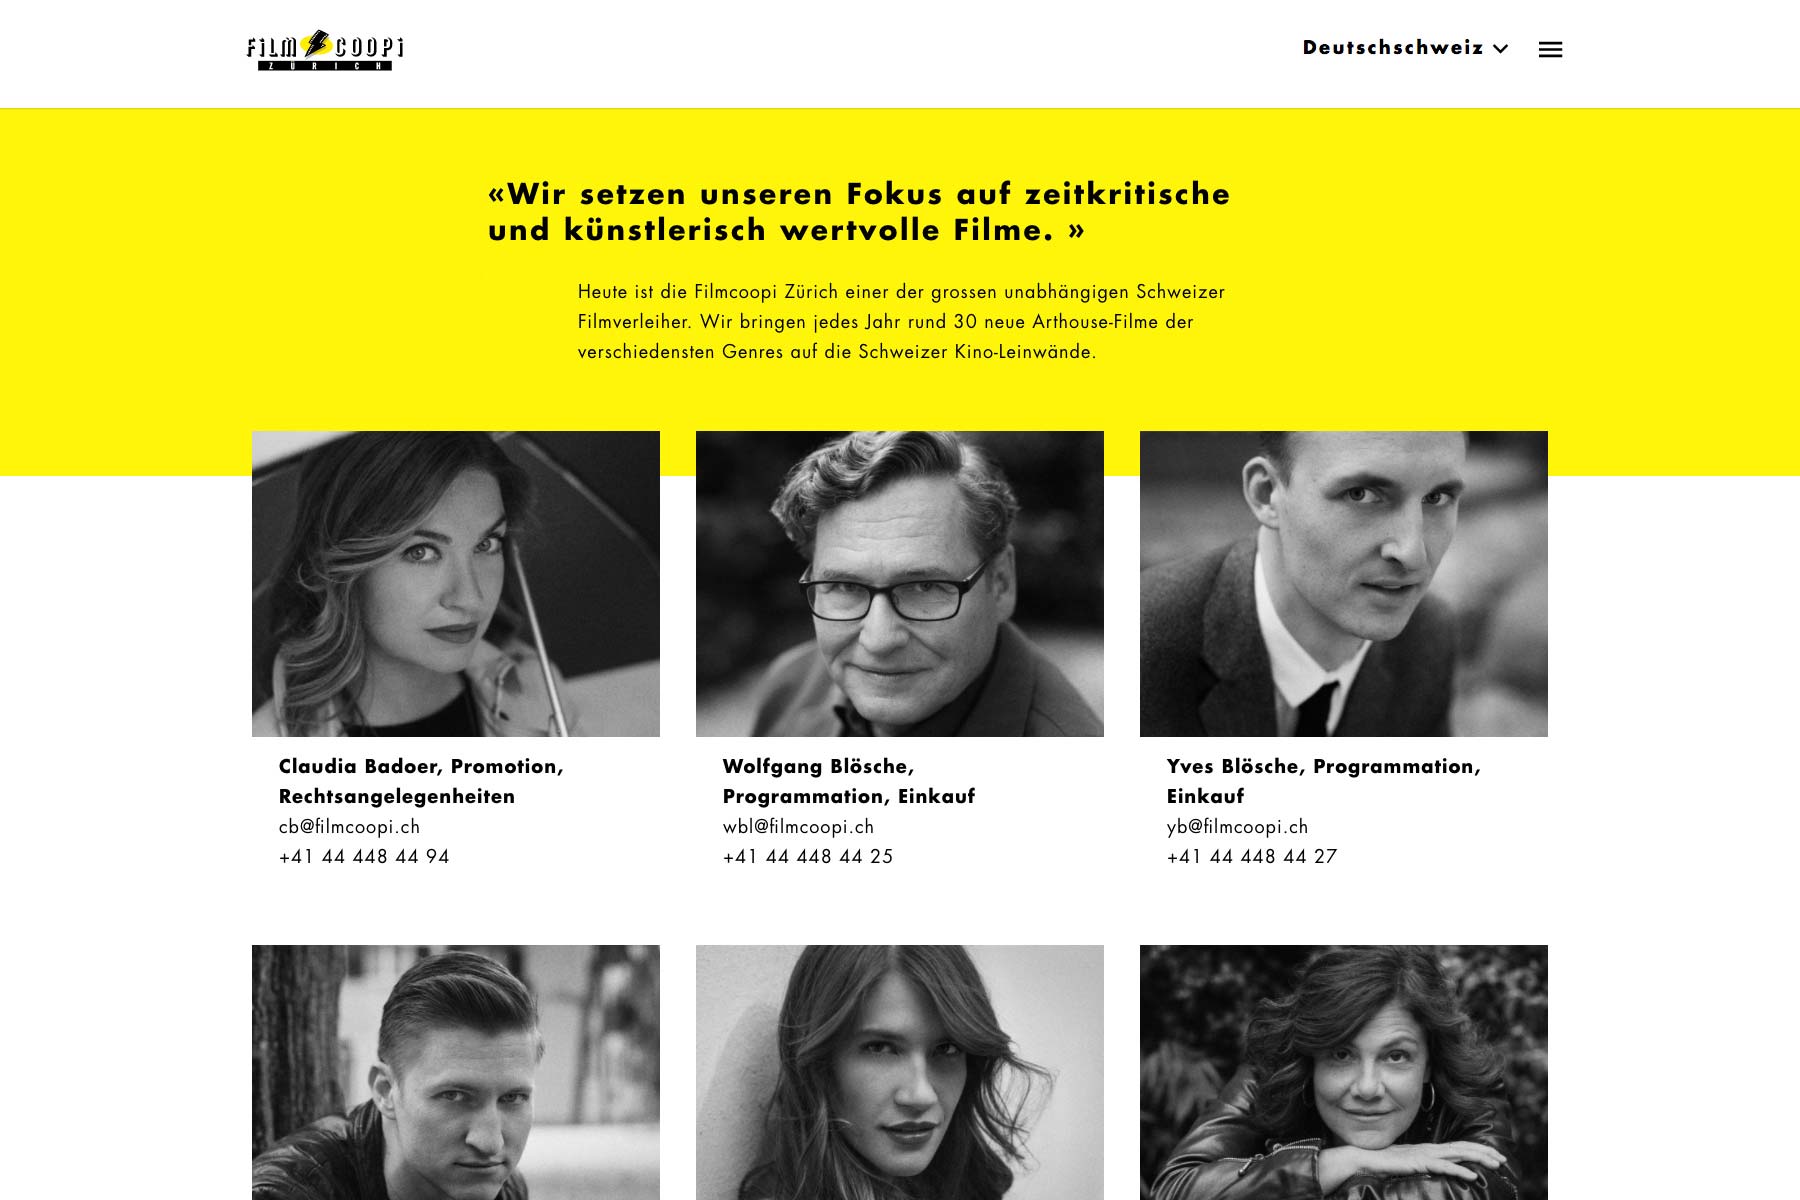 FiLM COOPi
ZÜRICH
Deutschschweiz
«Wir setzen unseren Fokus auf zeitkritische
und künstlerisch wertvolle Filme. »
Heute ist die Filmcoopi Zürich einer der grossen unabhängigen Schweizer
Filmverleiher. Wir bringen jedes Jahr rund 30 neue Arthouse-Filme der
verschiedensten Genres auf die Schweizer Kino-Leinwände.
Claudia Badoer, Promotion,
Rechtsangelegenheiten
cb@filmcoopi.ch
+41 44 448 44 94
Wolfgang Blösche,
Programmation, Einkauf
wbl@filmcoopi.ch
+41 44 448 44 25
Yves Blösche, Programmation,
Einkauf
yb@filmcoopi.ch
+41 44 448 44 27